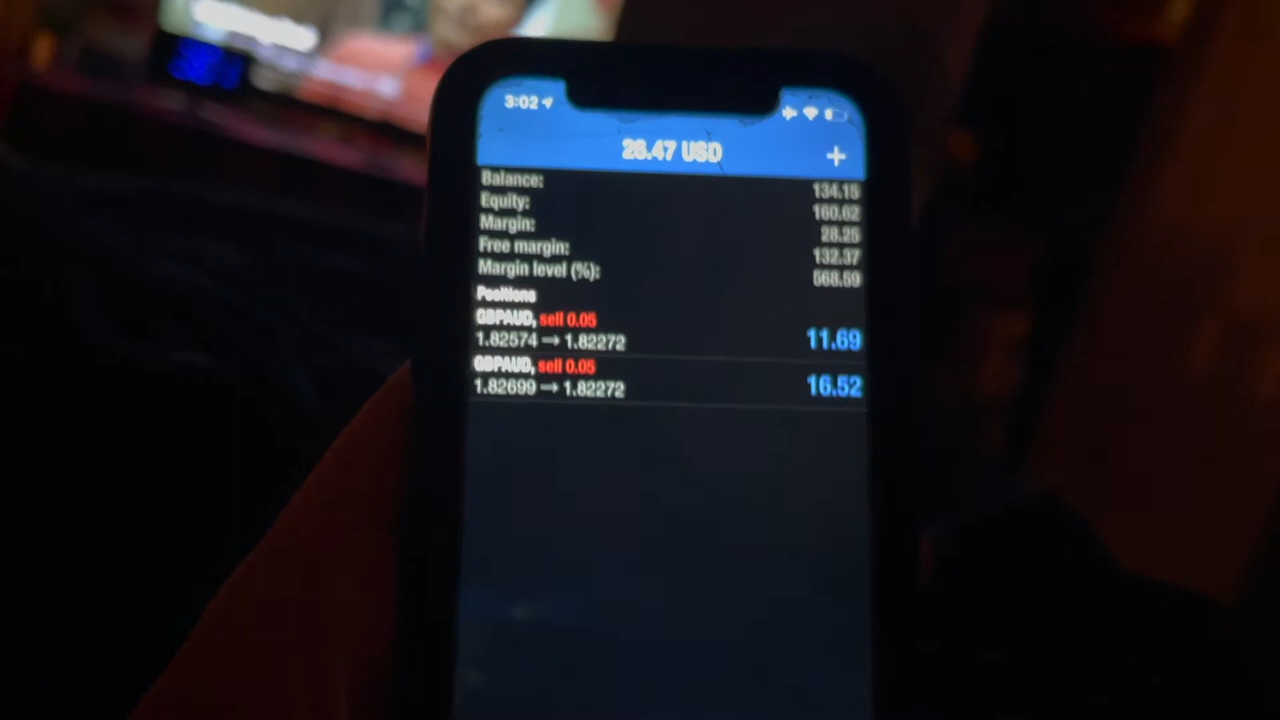 3:02
26.47 USD
+
Balance: 134.15
Equity: 160.62
Margin: 28.25
Free margin: 132.37
Margin level (%): 568.59
Positions
GBPAUD, sell 0.05
1.82574 → 1.82272 11.69
GBPAUD, sell 0.05
1.82699 → 1.82272 16.52